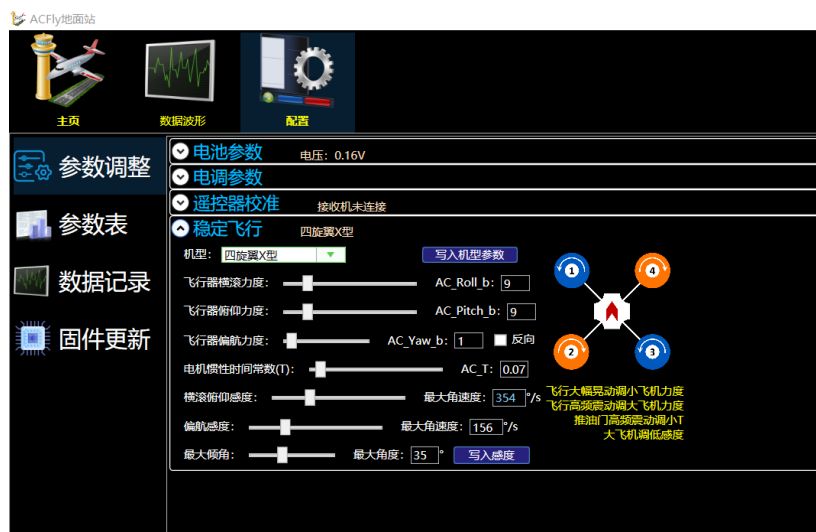 ACFly地面站
主页
数据波形
配置
参数调整
参数表
数据记录
固件更新
电池参数 电压: 0.16V
电调参数
遥控器校准 接收机未连接
稳定飞行 四旋翼X型
机型: 四旋翼X型 写入机型参数
飞行器横滚力度: AC_Roll_b: 9
飞行器俯仰力度: AC_Pitch_b: 9
飞行器偏航力度: AC_Yaw_b: 1 反向
电机惯性时间常数(T): AC_T: 0.07
横滚俯仰感度: 最大角速度: 354 °/s
偏航感度: 最大角速度: 156 °/s
最大倾角: 最大角度: 35 ° 写入感度
1 4
2 3
飞行大幅晃动调小飞机力度
飞行高频震动调大飞机力度
推油门高频震动调小T
大飞机调低感度